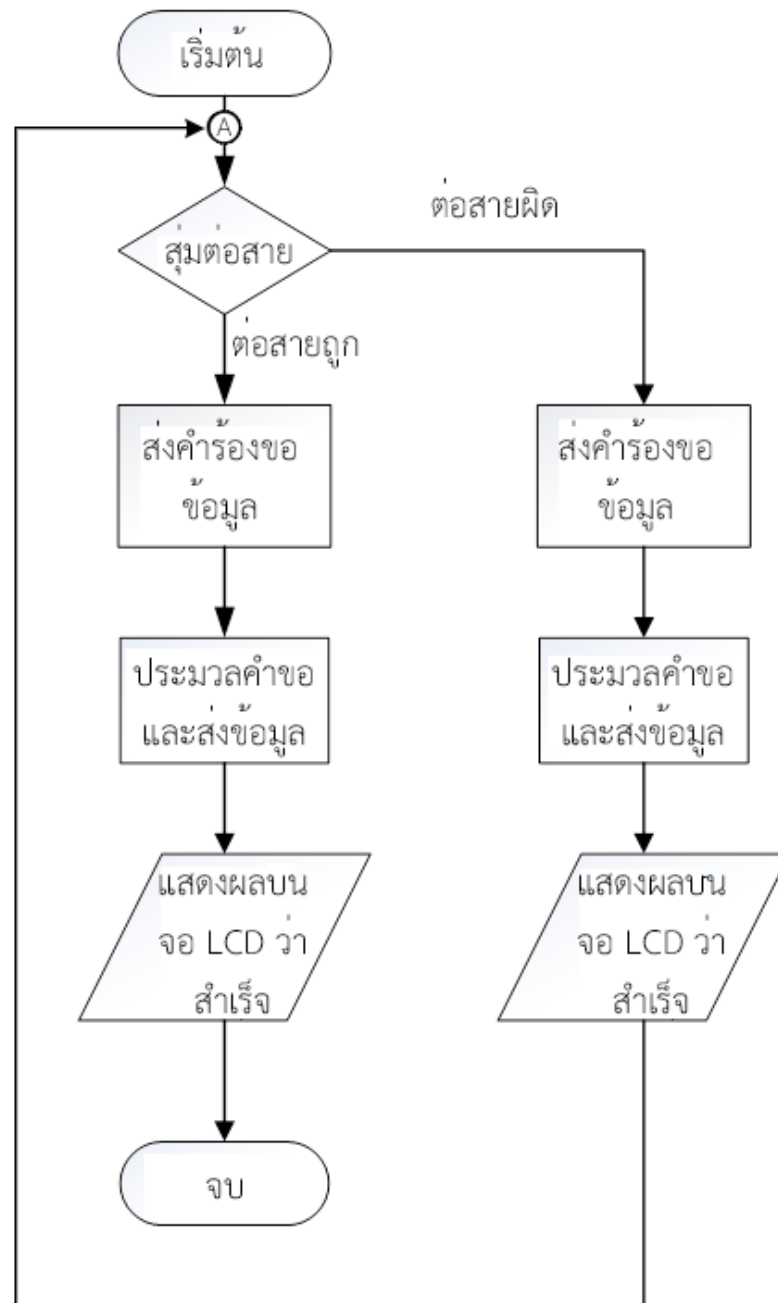 เริ่มต้น
A
สุ่มต่อสาย
ต่อสายผิด
ต่อสายถูก
ส่งคำร้องขอ
ข้อมูล
ส่งคำร้องขอ
ข้อมูล
ประมวลคำขอ
และส่งข้อมูล
ประมวลคำขอ
และส่งข้อมูล
แสดงผลบน
จอ LCD ว่า
สำเร็จ
แสดงผลบน
จอ LCD ว่า
สำเร็จ
จบ